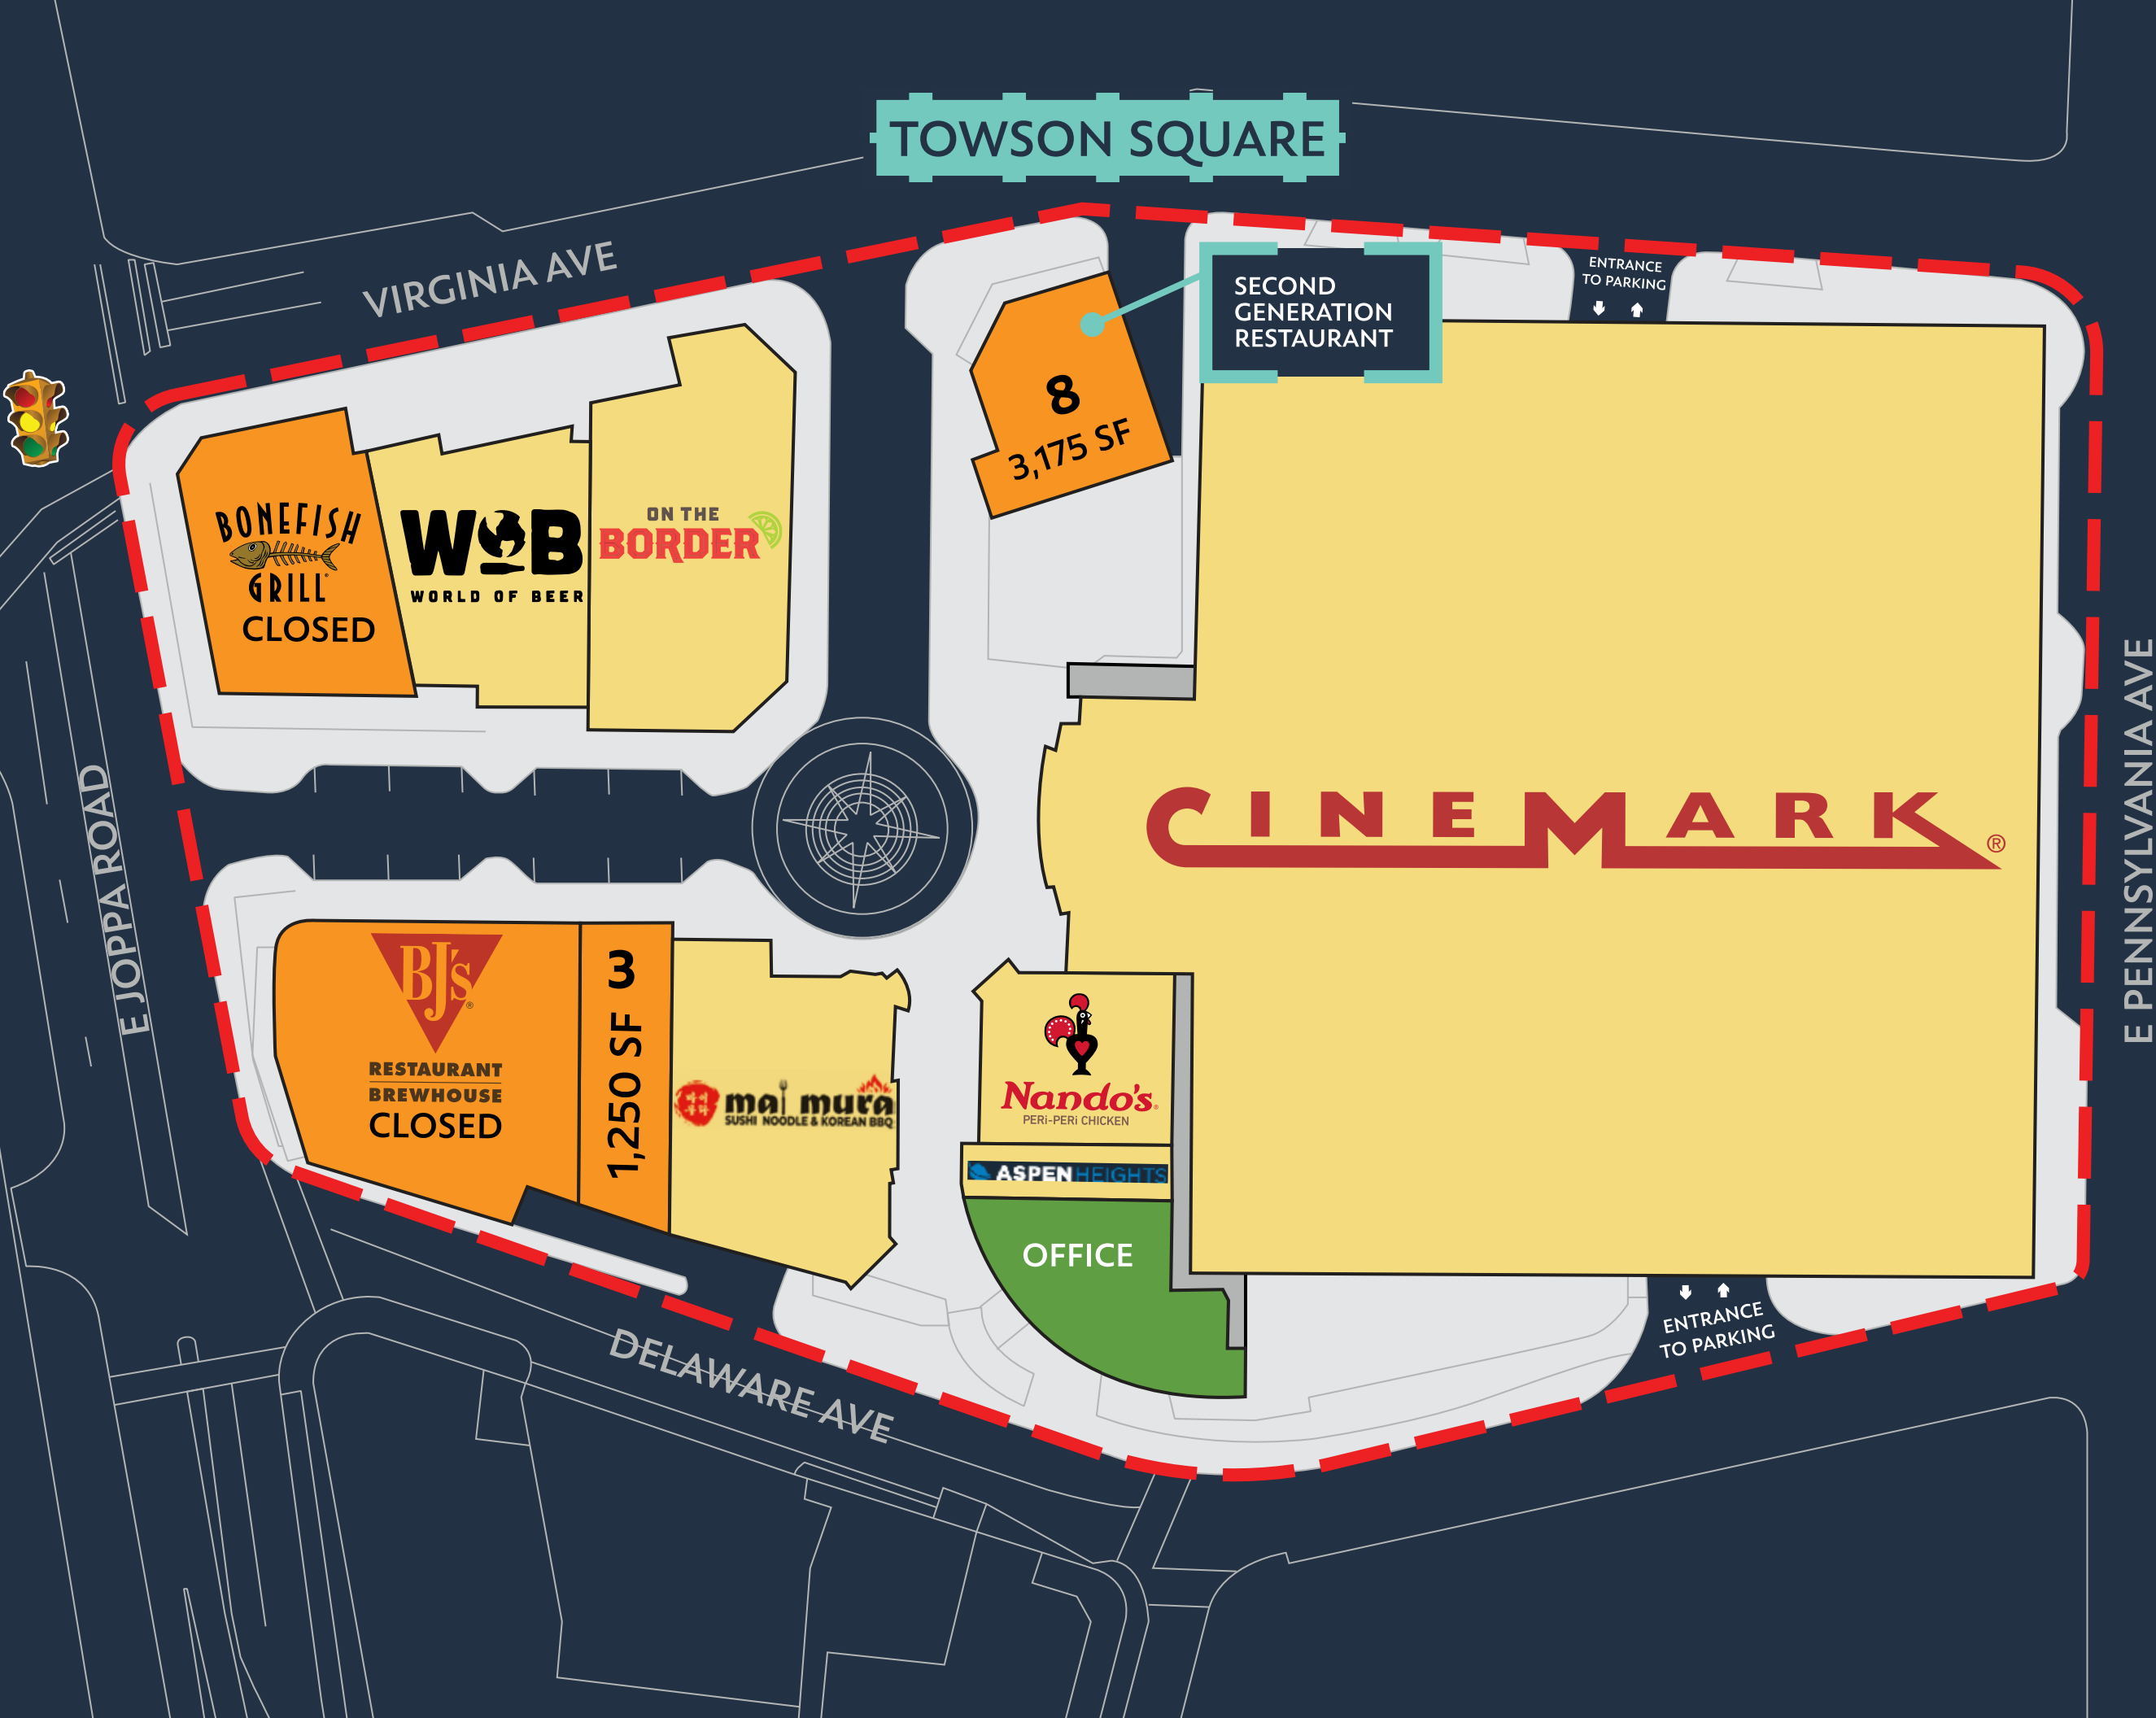 TOWSON SQUARE
VIRGINIA AVE
ENTRANCE
TO PARKING
SECOND
GENERATION
RESTAURANT
8
3,175 SF
BONEFISH
GRILL
CLOSED
WOB
WORLD OF BEER
ON THE
BORDER
CINEMARK®
E JOPPA ROAD
E PENNSYLVANIA AVE
BJ's®
RESTAURANT
BREWHOUSE
CLOSED
3
1,250 SF
mai mura
SUSHI NOODLE & KOREAN BBQ
Nando's
PERi-PERi CHICKEN
ASPEN HEIGHTS
OFFICE
ENTRANCE
TO PARKING
DELAWARE AVE